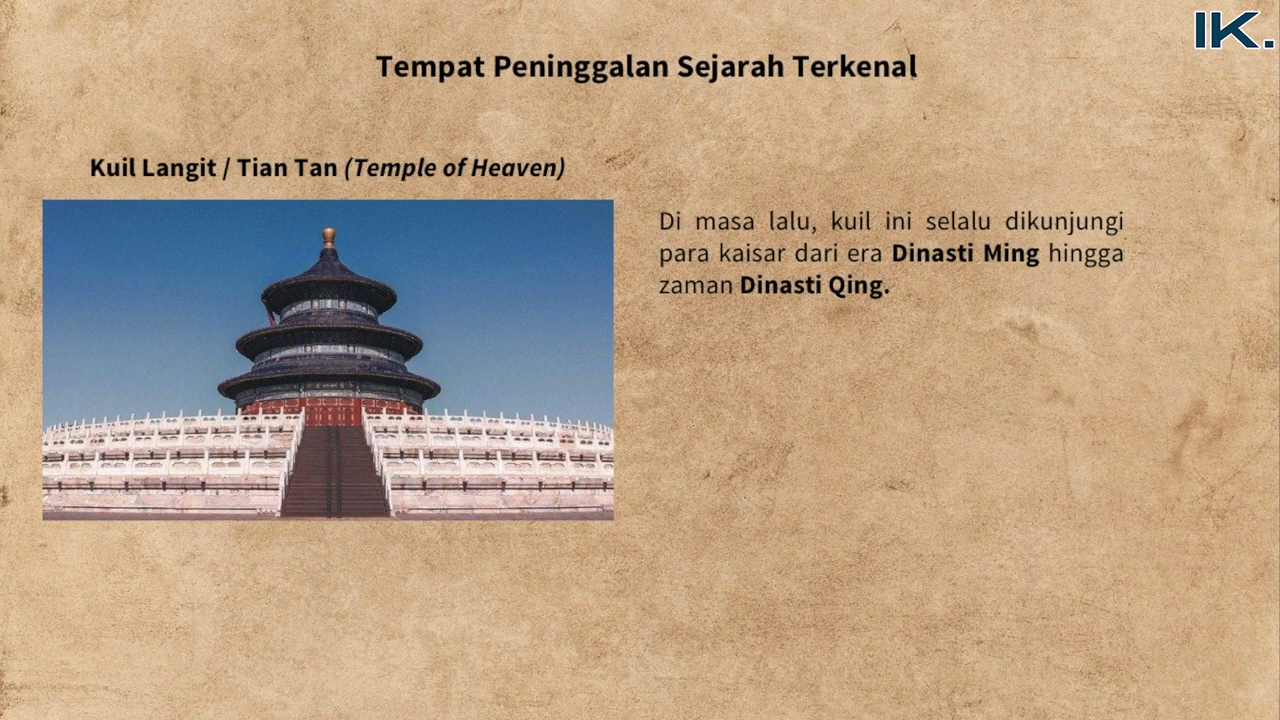 IK.
Tempat Peninggalan Sejarah Terkenal
Kuil Langit / Tian Tan (Temple of Heaven)
Di masa lalu, kuil ini selalu dikunjungi
para kaisar dari era Dinasti Ming hingga
zaman Dinasti Qing.